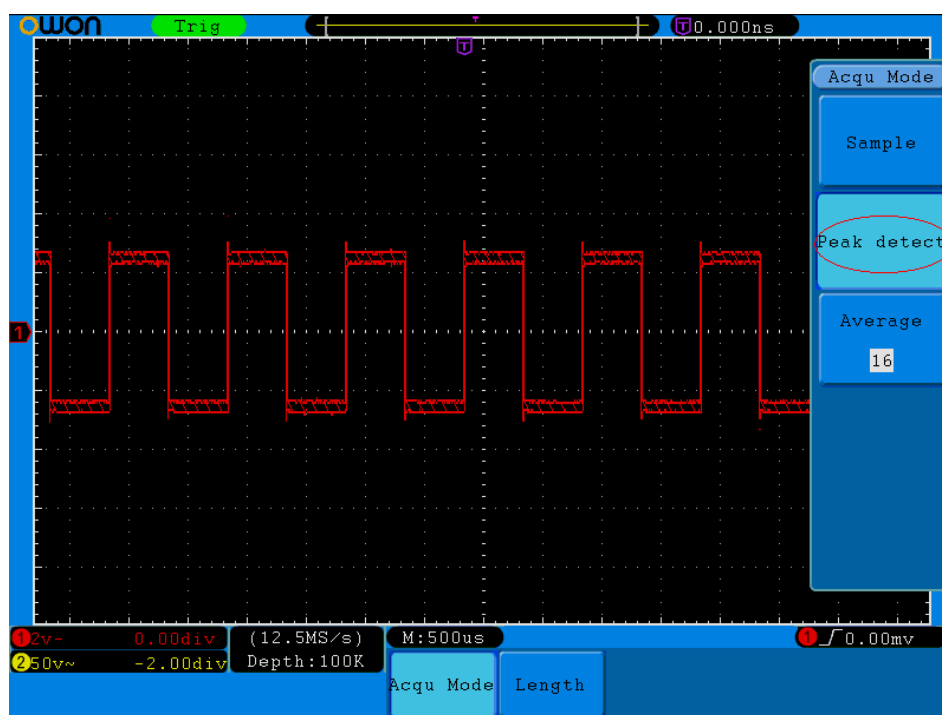 owon Trig T 0.000ns
T
Acqu Mode
Sample
Peak detect
Average
16
1
1 2v- 0.00div (12.5MS/s) M:500us 1 0.00mv
2 50v~ -2.00div Depth:100K
Acqu Mode Length